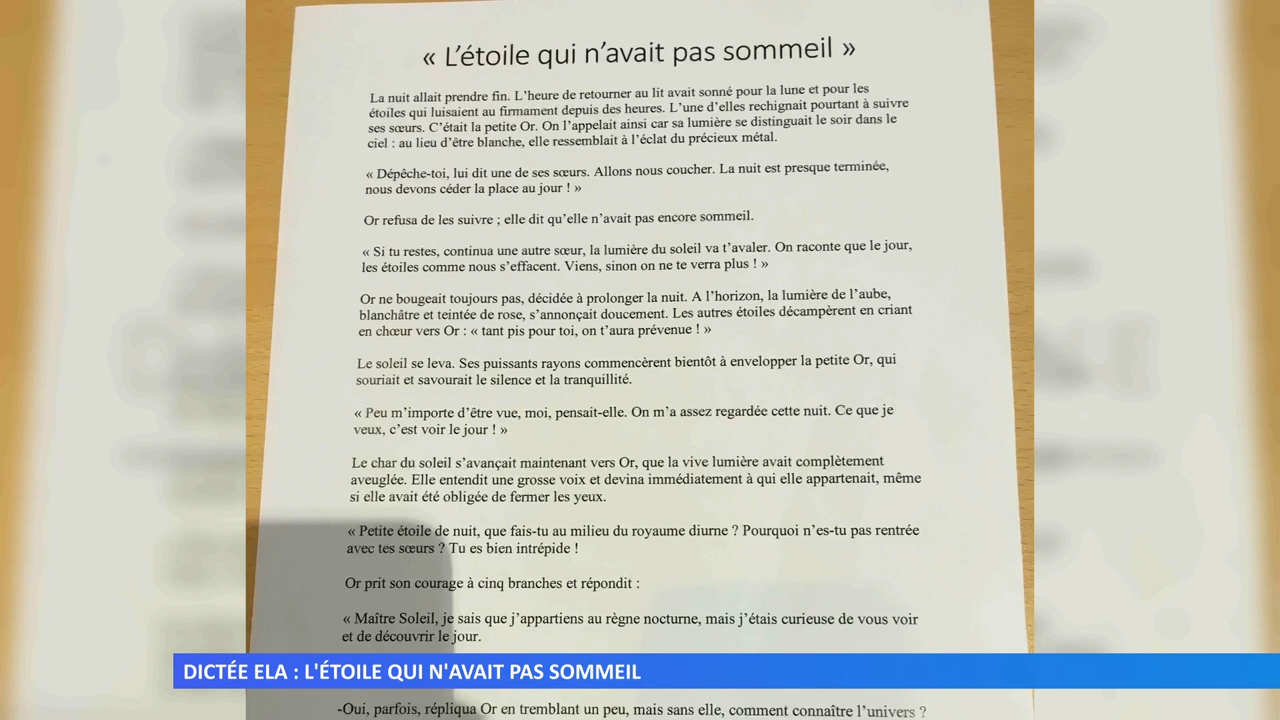 « L’étoile qui n’avait pas sommeil »
La nuit allait prendre fin. L’heure de retourner au lit avait sonné pour la lune et pour les
étoiles qui luisaient au firmament depuis des heures. L’une d’elles rechignait pourtant à suivre
ses sœurs. C’était la petite Or. On l’appelait ainsi car sa lumière se distinguait le soir dans le
ciel : au lieu d’être blanche, elle ressemblait à l’éclat du précieux métal.
« Dépêche-toi, lui dit une de ses sœurs. Allons nous coucher. La nuit est presque terminée,
nous devons céder la place au jour ! »
Or refusa de les suivre ; elle dit qu’elle n’avait pas encore sommeil.
« Si tu restes, continua une autre sœur, la lumière du soleil va t’avaler. On raconte que le jour,
les étoiles comme nous s’effacent. Viens, sinon on ne te verra plus ! »
Or ne bougeait toujours pas, décidée à prolonger la nuit. A l’horizon, la lumière de l’aube,
blanchâtre et teintée de rose, s’annonçait doucement. Les autres étoiles décampèrent en criant
en chœur vers Or : « tant pis pour toi, on t’aura prévenue ! »
Le soleil se leva. Ses puissants rayons commencèrent bientôt à envelopper la petite Or, qui
souriait et savourait le silence et la tranquillité.
« Peu m’importe d’être vue, moi, pensait-elle. On m’a assez regardée cette nuit. Ce que je
veux, c’est voir le jour ! »
Le char du soleil s’avançait maintenant vers Or, que la vive lumière avait complètement
aveuglée. Elle entendit une grosse voix et devina immédiatement à qui elle appartenait, même
si elle avait été obligée de fermer les yeux.
« Petite étoile de nuit, que fais-tu au milieu du royaume diurne ? Pourquoi n’es-tu pas rentrée
avec tes sœurs ? Tu es bien intrépide !
Or prit son courage à cinq branches et répondit :
« Maître Soleil, je sais que j’appartiens au règne nocturne, mais j’étais curieuse de vous voir
et de découvrir le jour.
DICTÉE ELA : L'ÉTOILE QUI N'AVAIT PAS SOMMEIL
-Oui, parfois, répliqua Or en tremblant un peu, mais sans elle, comment connaître l’univers ?